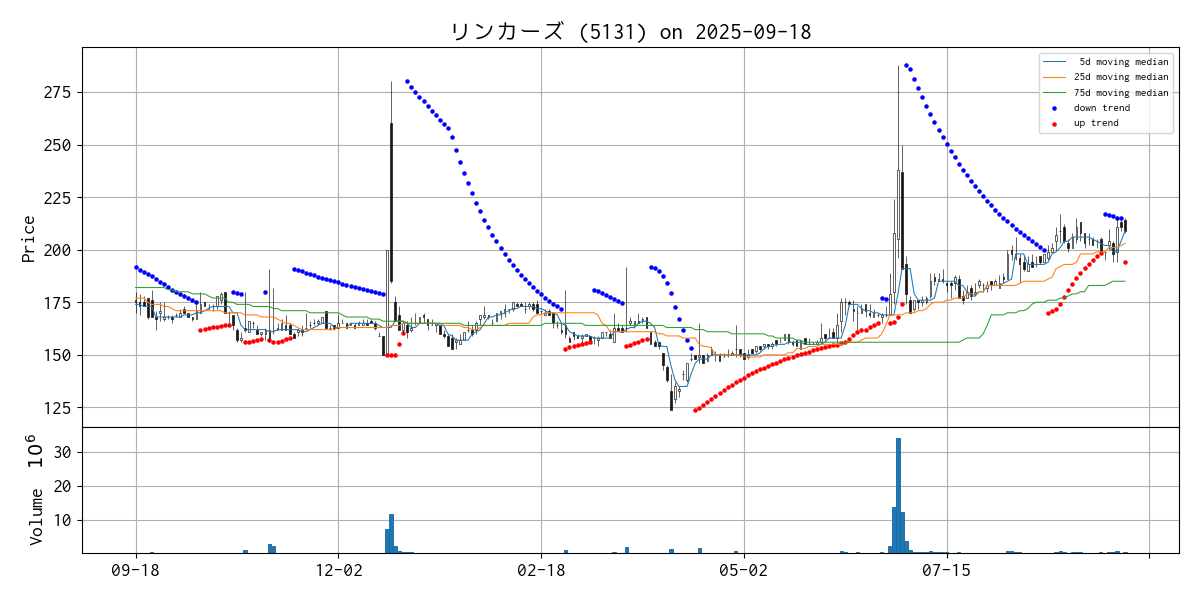 リンカーズ (5131) on 2025-09-18
5d moving median
25d moving median
75d moving median
down trend
up trend
Price
275
250
225
200
175
150
125
Volume 10^6
30
20
10
09-18
12-02
02-18
05-02
07-15